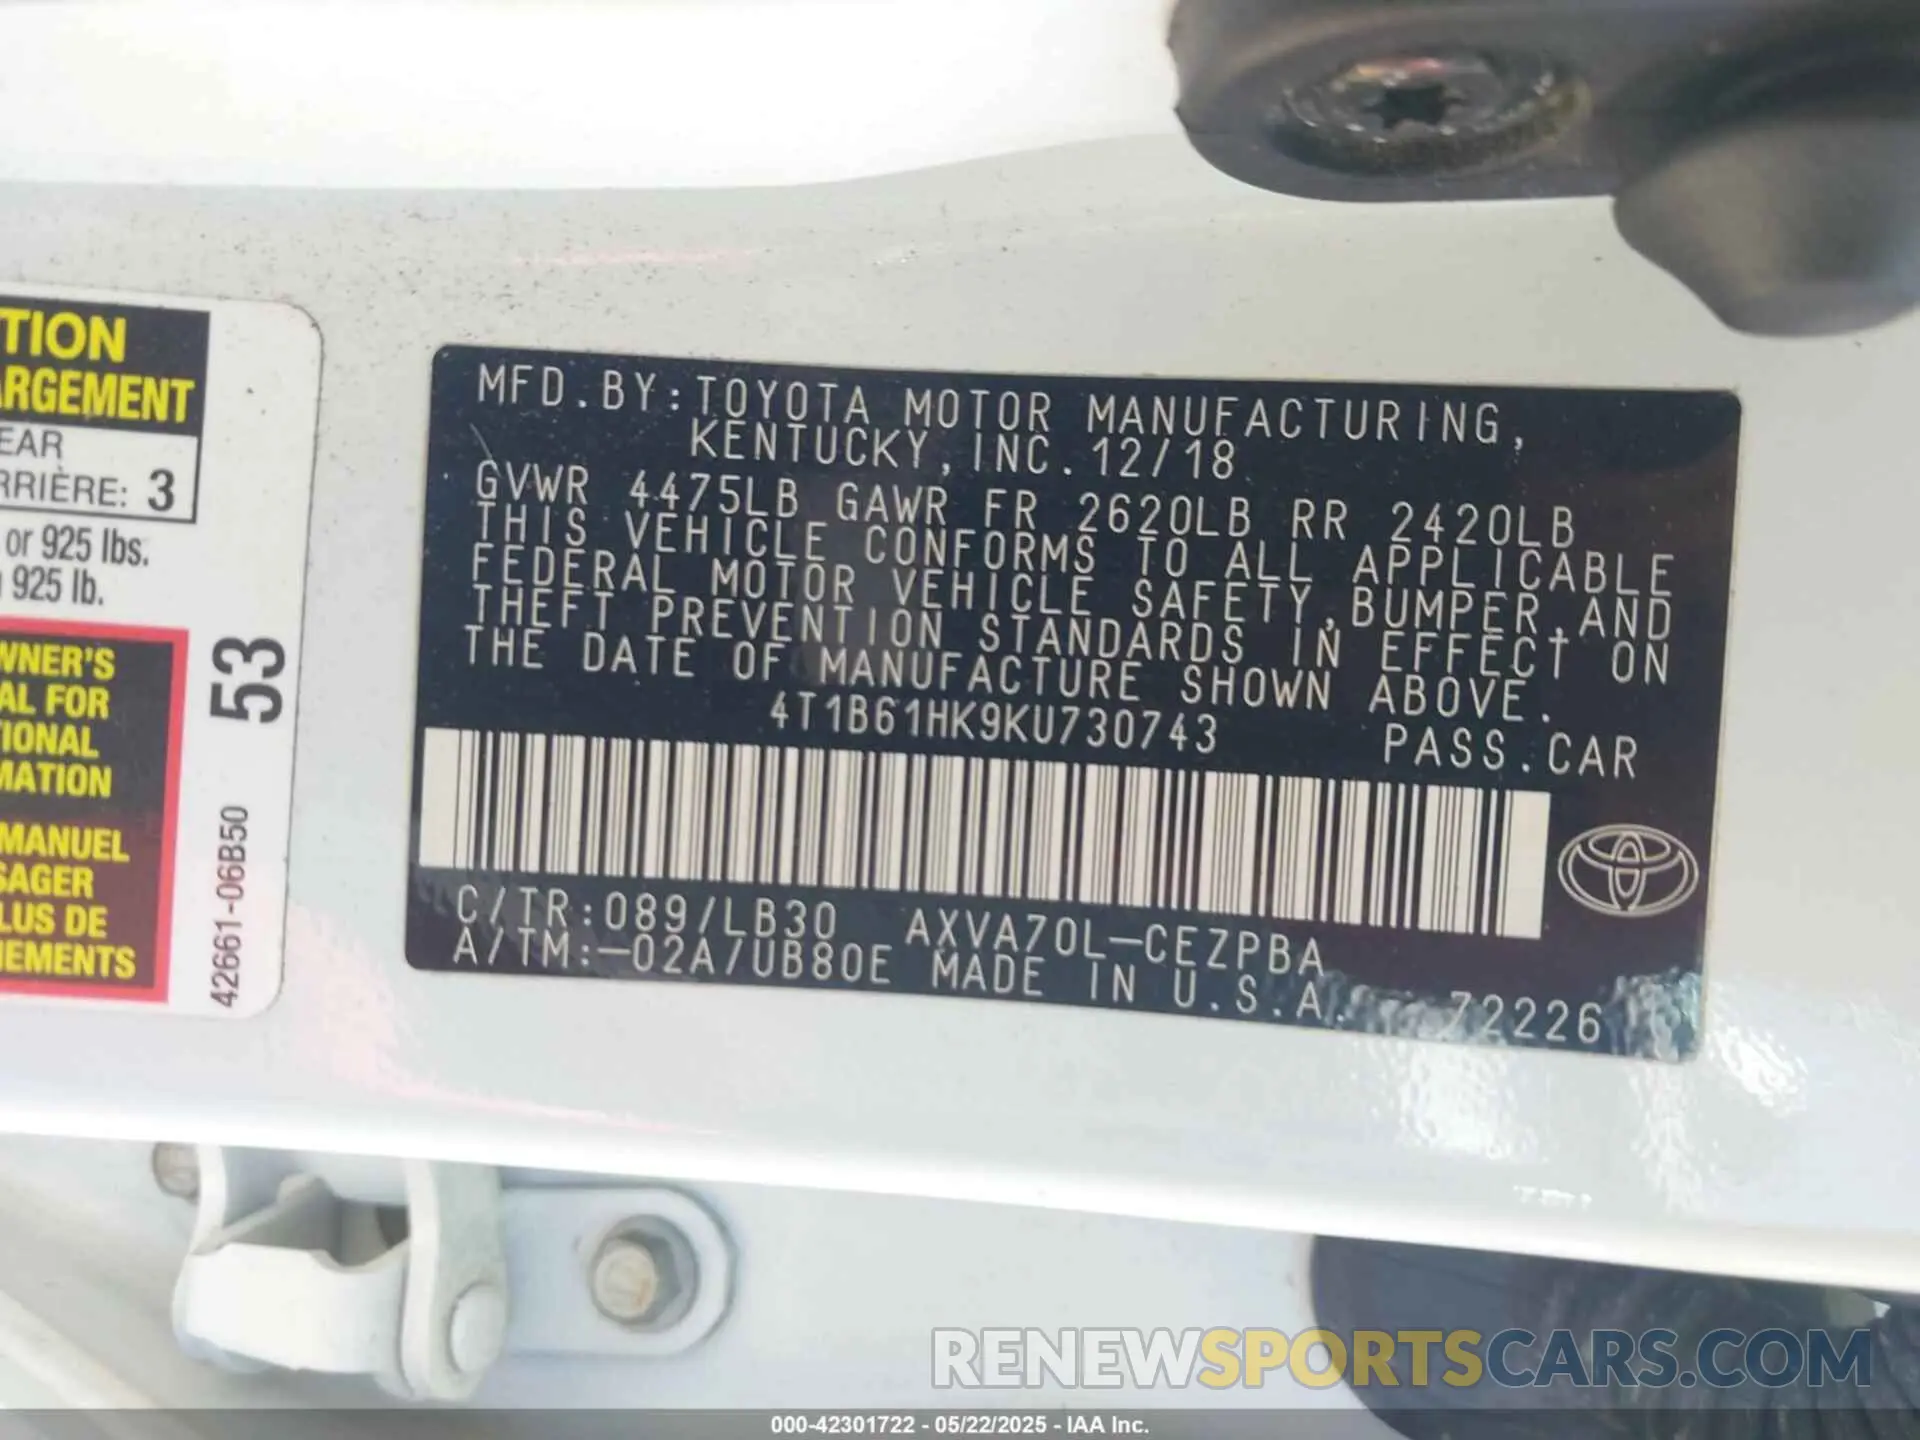 TION
ARGEMENT
EAR
RRIÈRE: 3
or 925 lbs.
925 lb.
WNER'S
AL FOR
IONAL
MATION
MANUEL
SAGER
LUS DE
NEMENTS
53
42661-06B50
MFD.BY:TOYOTA MOTOR MANUFACTURING,
KENTUCKY,INC.12/18
GVWR 4475LB GAWR FR 2620LB RR 2420LB
THIS VEHICLE CONFORMS TO ALL APPLICABLE
FEDERAL MOTOR VEHICLE SAFETY,BUMPER,AND
THEFT PREVENTION STANDARDS IN EFFECT ON
THE DATE OF MANUFACTURE SHOWN ABOVE.
4T1B61HK9KU730743 PASS.CAR
C/TR:089/LB30 AXVA70L-CEZPBA
A/TM:-02A/UB80E MADE IN U.S.A. Z2226
RENEWSPORTSCARS.COM
000-42301722 - 05/22/2025 - IAA Inc.